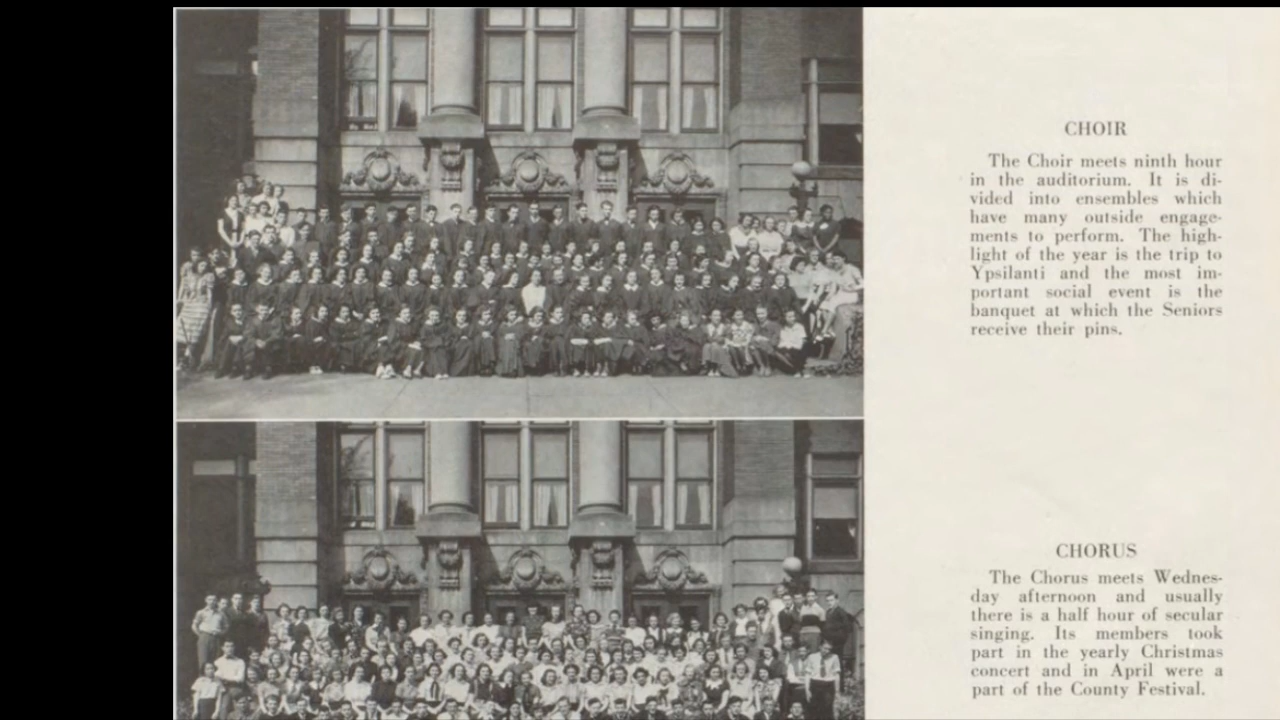 CHOIR
The Choir meets ninth hour
in the auditorium. It is di-
vided into ensembles which
have many outside engage-
ments to perform. The high-
light of the year is the trip to
Ypsilanti and the most im-
portant social event is the
banquet at which the Seniors
receive their pins.
CHORUS
The Chorus meets Wednes-
day afternoon and usually
there is a half hour of secular
singing. Its members took
part in the yearly Christmas
concert and in April were a
part of the County Festival.